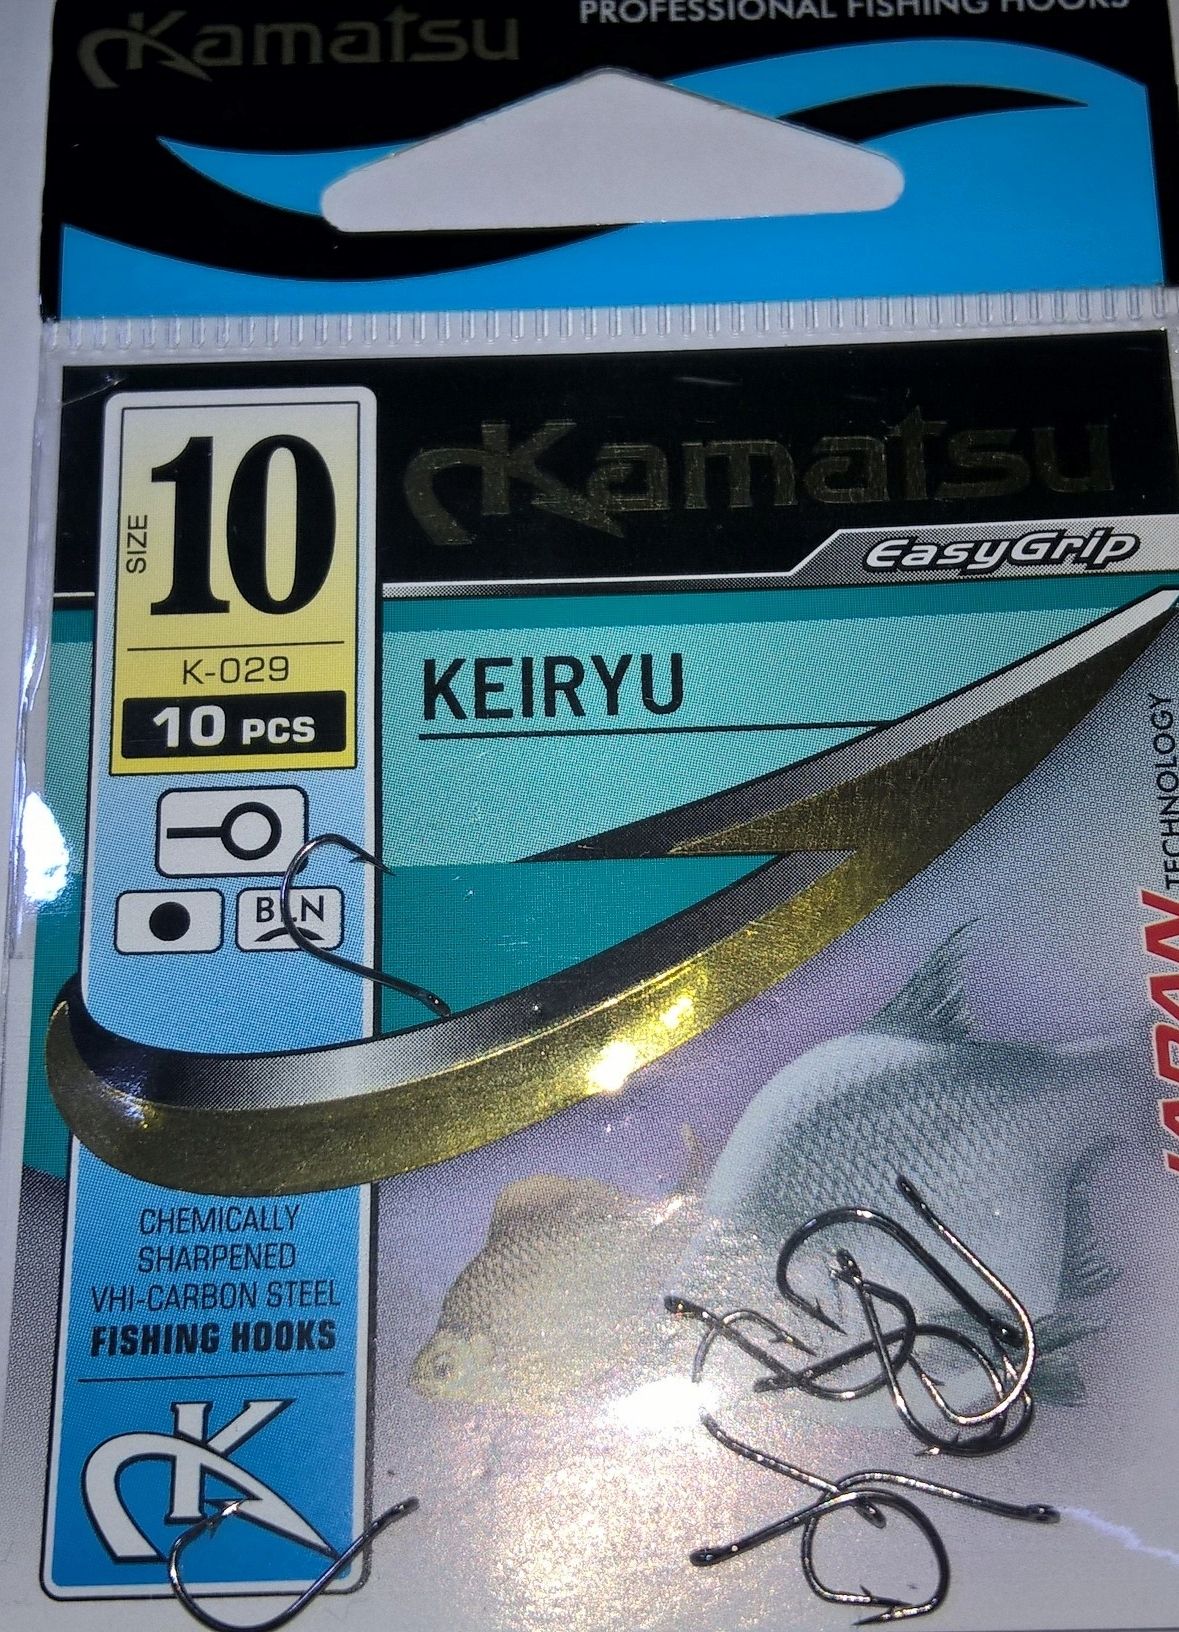 Kamatsu
PROFESSIONAL FISHING HOOKS
SIZE
10
K-029
10 PCS
BLN
Kamatsu
EasyGrip
KEIRYU
JAPAN
TECHNOLOGY
CHEMICALLY
SHARPENED
VHI-CARBON STEEL
FISHING HOOKS
K